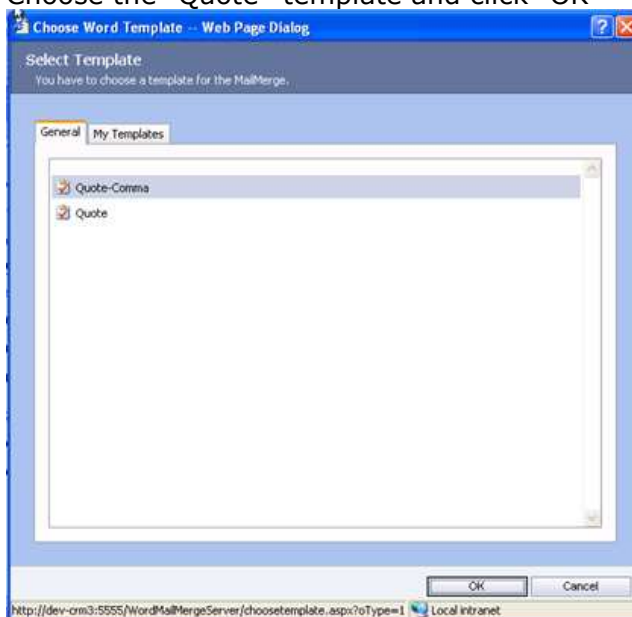 Choose the "Quote" template and click "OK"
Choose Word Template -- Web Page Dialog
Select Template
You have to choose a template for the MailMerge.
General My Templates
Quote-Comma
Quote
OK Cancel
http://dev-crm3:5555/WordMailMergeServer/choosetemplate.aspx?oType=1 Local intranet